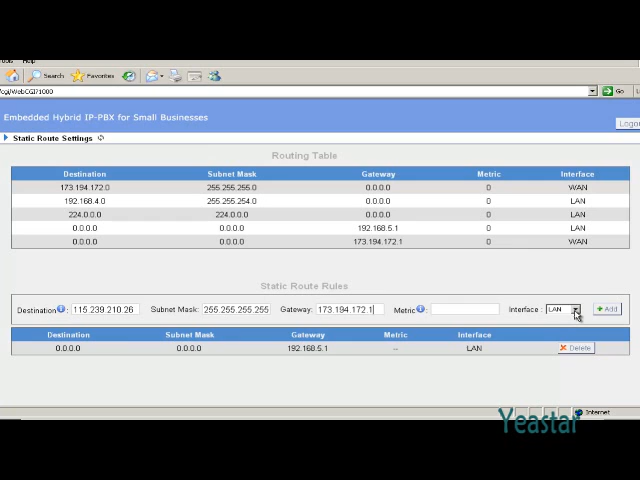 Help
Search Favorites
/cgi/WebCGI?1000 Go
Embedded Hybrid IP-PBX for Small Businesses
Logo
Static Route Settings
Routing Table
Destination Subnet Mask Gateway Metric Interface
173.194.172.0 255.255.255.0 0.0.0.0 0 WAN
192.168.4.0 255.255.254.0 0.0.0.0 0 LAN
224.0.0.0 224.0.0.0 0.0.0.0 0 LAN
0.0.0.0 0.0.0.0 192.168.5.1 0 LAN
0.0.0.0 0.0.0.0 173.194.172.1 0 WAN
Static Route Rules
Destination : 115.239.210.26 Subnet Mask: 255.255.255.255 Gateway: 173.194.172.1 Metric : Interface : LAN Add
Destination Subnet Mask Gateway Metric Interface
0.0.0.0 0.0.0.0 192.168.5.1 -- LAN Delete
Internet
Yeastar